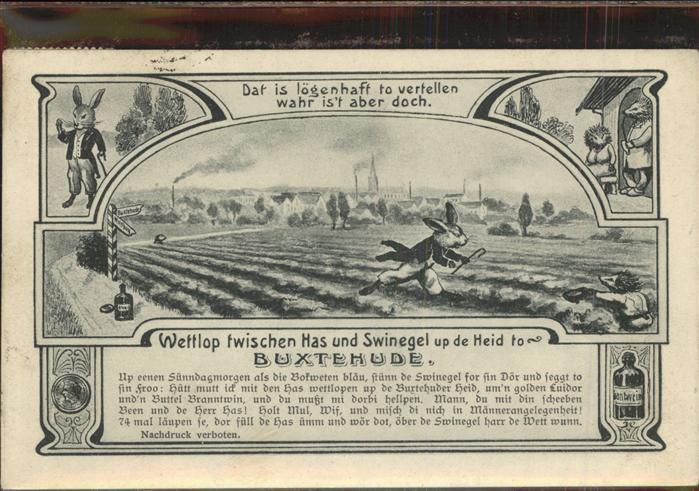 Dat is lögenhaft to vertellen
wahr is't aber doch.
Buxtehude
Wettlop twischen Has und Swinegel up de Heid to
BUXTEHUDE.
Up eenen Sünndagmorgen als die Bokweten bläu, stünn de Swinegel for sin Dör und seggt to
sin Froo: Hätt mutt ick mit den Has wettlopen up de Buxtehuder Heid, um'n golden Luidor
und'n Buttel Branntwin, und du mußt mi dorbi hellpen. Mann, du mit din scheeben
Been und de Herr Has! Holt Mul, Wif, und misch di nich in Männerangelegenheit!
74 mal läupen se, dor füll de Has ümm und wör dot, öber de Swinegel harr de Wett wunn.
Nachdruck verboten.